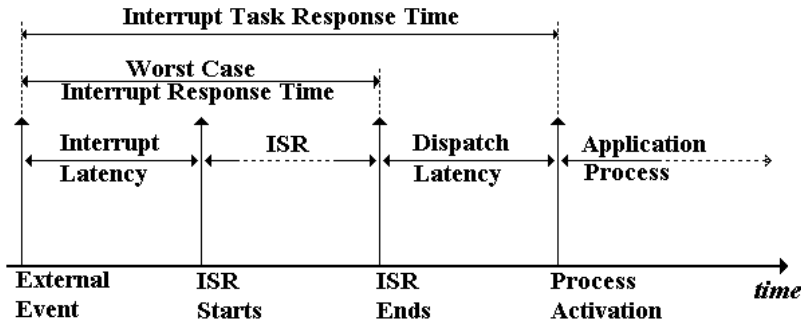 Interrupt Task Response Time
Worst Case
Interrupt Response Time
Interrupt
Latency
ISR
Dispatch
Latency
Application
Process
External
Event
ISR
Starts
ISR
Ends
Process
Activation
time